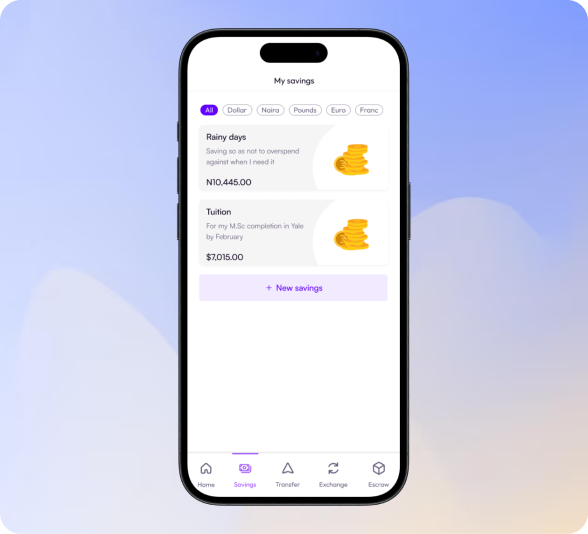 My savings
All
Dollar
Naira
Pounds
Euro
Franc
Rainy days
Saving so as not to overspend
against when I need it
N10,445.00
Tuition
For my M.Sc completion in Yale
by February
$7,015.00
+ New savings
Home
Savings
Transfer
Exchange
Escrow